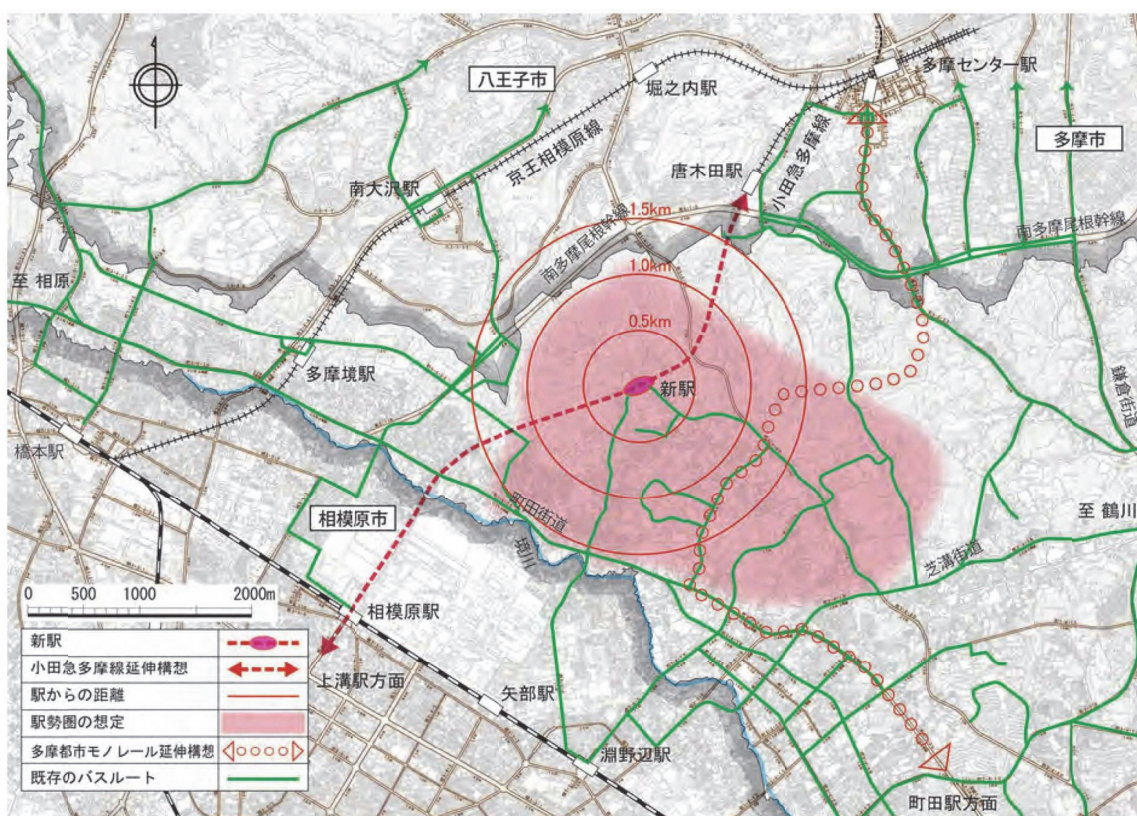 多摩センター駅
八王子市
堀之内駅
京王相模原線
小田急多摩線
多摩市
唐木田駅
南大沢駅
1.5km
南多摩尾根幹線
南多摩尾根幹線
至 相原
1.0km
0.5km
多摩境駅
新駅
鎌倉街道
橋本駅
町田街道
相模原市
境川
至 鶴川
芝溝街道
0 500 1000 2000m
相模原駅
新駅
小田急多摩線延伸構想
上溝駅方面
駅からの距離
矢部駅
駅勢圏の想定
多摩都市モノレール延伸構想
淵野辺駅
既存のバスルート
町田駅方面